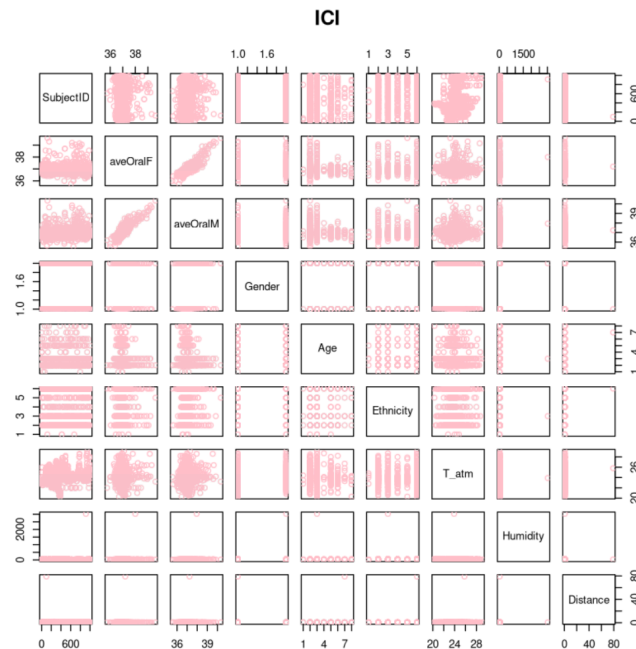 ICI
36 38
1.0 1.6
1 3 5
0 1500
SubjectID
0 600
36 38
aveOralF
aveOralM
36 39
1.0 1.6
Gender
Age
1 4 7
1 3 5
Ethnicity
T_atm
20 26
0 2000
Humidity
Distance
0 40 80
0 600
36 39
1 4 7
20 24 28
0 40 80